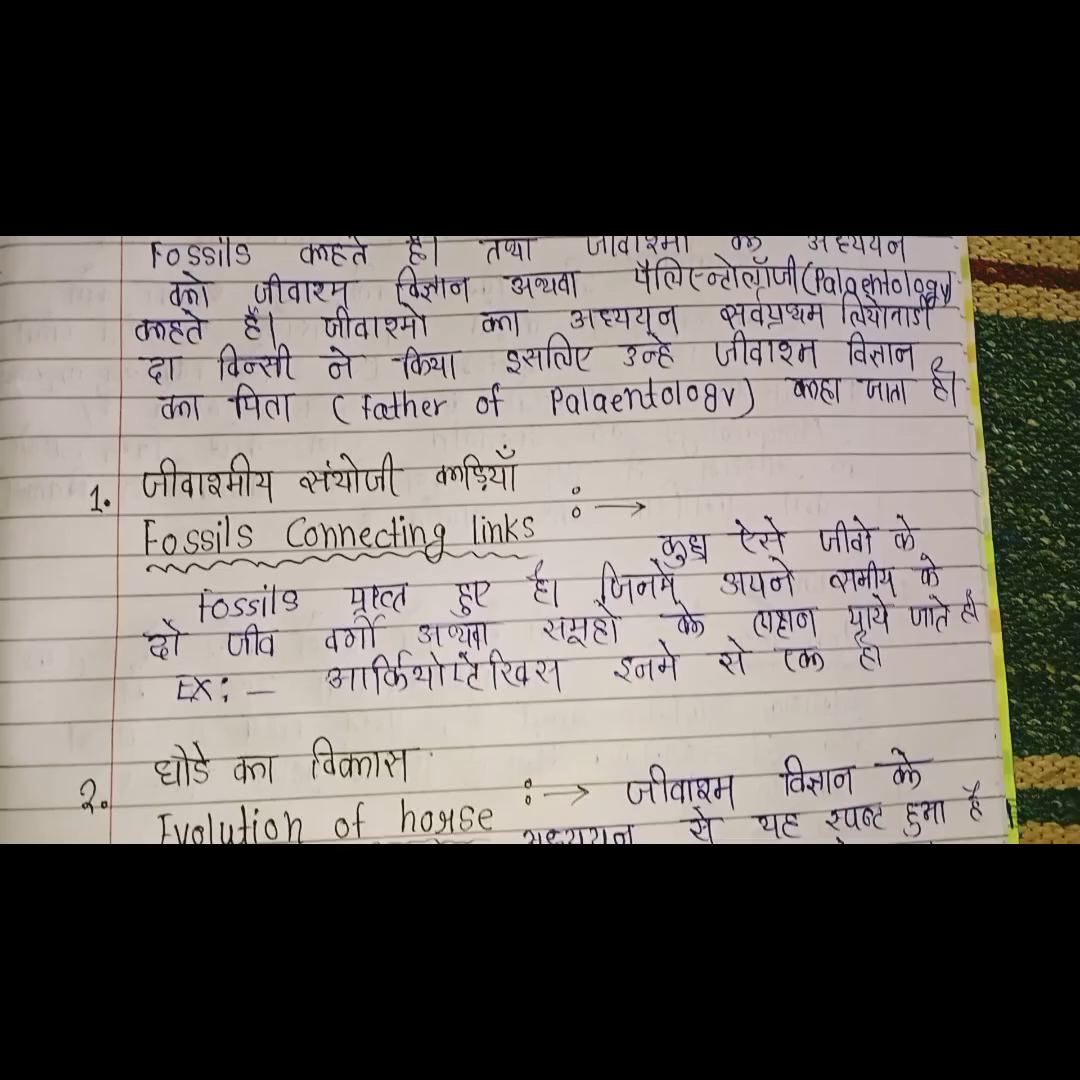 Fossils कहते है। तथा जीवाश्मो के अध्ययन
को जीवाश्म विज्ञान अथवा पैलिएन्टोलॉजी (Palaentology)
कहते है। जीवाश्मो का अध्ययन सर्वप्रथम लियोनार्डो
दा विन्सी ने किया इसलिए उन्हे जीवाश्म विज्ञान
का पिता (Father of Palaentology) कहा जाता है।
1. जीवाश्मीय संयोजी कड़ियाँ
Fossils Connecting links :→
कुछ ऐसे जीवो के
Fossils प्राप्त हुए है। जिनमे अपने समीय के
दो जीव वर्गो अथवा समूहो के लक्षण पाये जाते है
EX:- आर्कियोप्टेरिक्स इनमे से एक है।
2. घोडे का विकास
Evolution of horse :→ जीवाश्म विज्ञान के
अध्ययन से यह स्पष्ट हुआ है